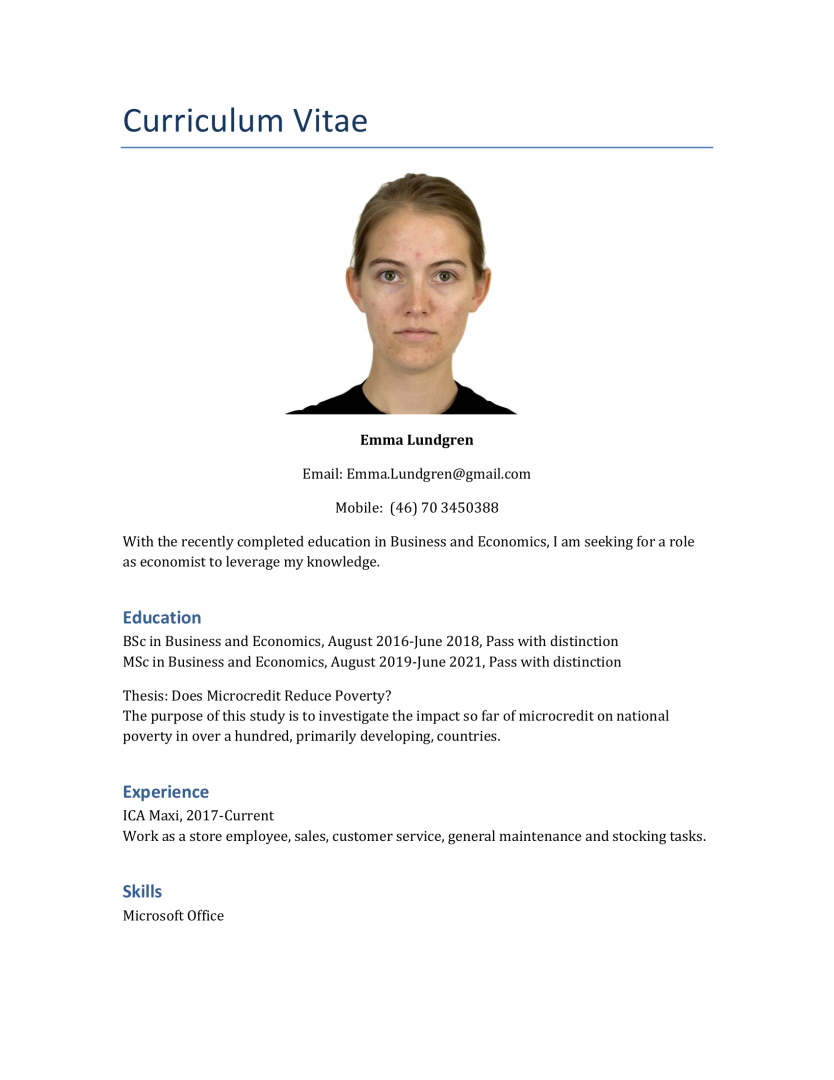 Curriculum Vitae
Emma Lundgren
Email: Emma.Lundgren@gmail.com
Mobile:  (46) 70 3450388
With the recently completed education in Business and Economics, I am seeking for a role
as economist to leverage my knowledge.
Education
BSc in Business and Economics, August 2016-June 2018, Pass with distinction
MSc in Business and Economics, August 2019-June 2021, Pass with distinction
Thesis: Does Microcredit Reduce Poverty?
The purpose of this study is to investigate the impact so far of microcredit on national
poverty in over a hundred, primarily developing, countries.
Experience
ICA Maxi, 2017-Current
Work as a store employee, sales, customer service, general maintenance and stocking tasks.
Skills
Microsoft Office